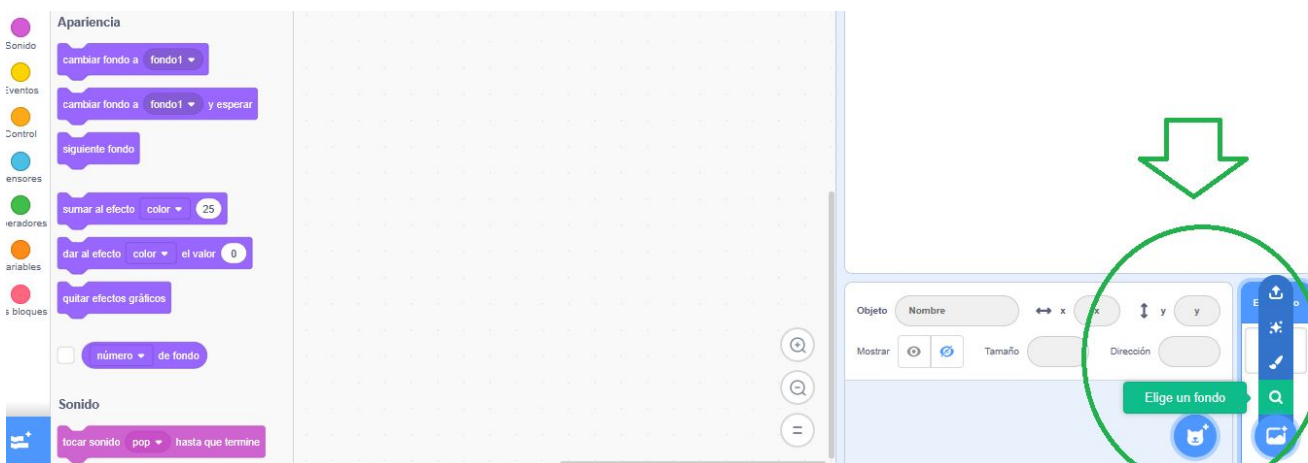 Sonido
Eventos
Control
ensores
eradores
ariables
s bloques
Apariencia
cambiar fondo a fondo1
cambiar fondo a fondo1 y esperar
siguiente fondo
sumar al efecto color 25
dar al efecto color el valor 0
quitar efectos gráficos
número de fondo
Sonido
tocar sonido pop hasta que termine
Objeto Nombre x x y y
Mostrar Tamaño Dirección
Elige un fondo